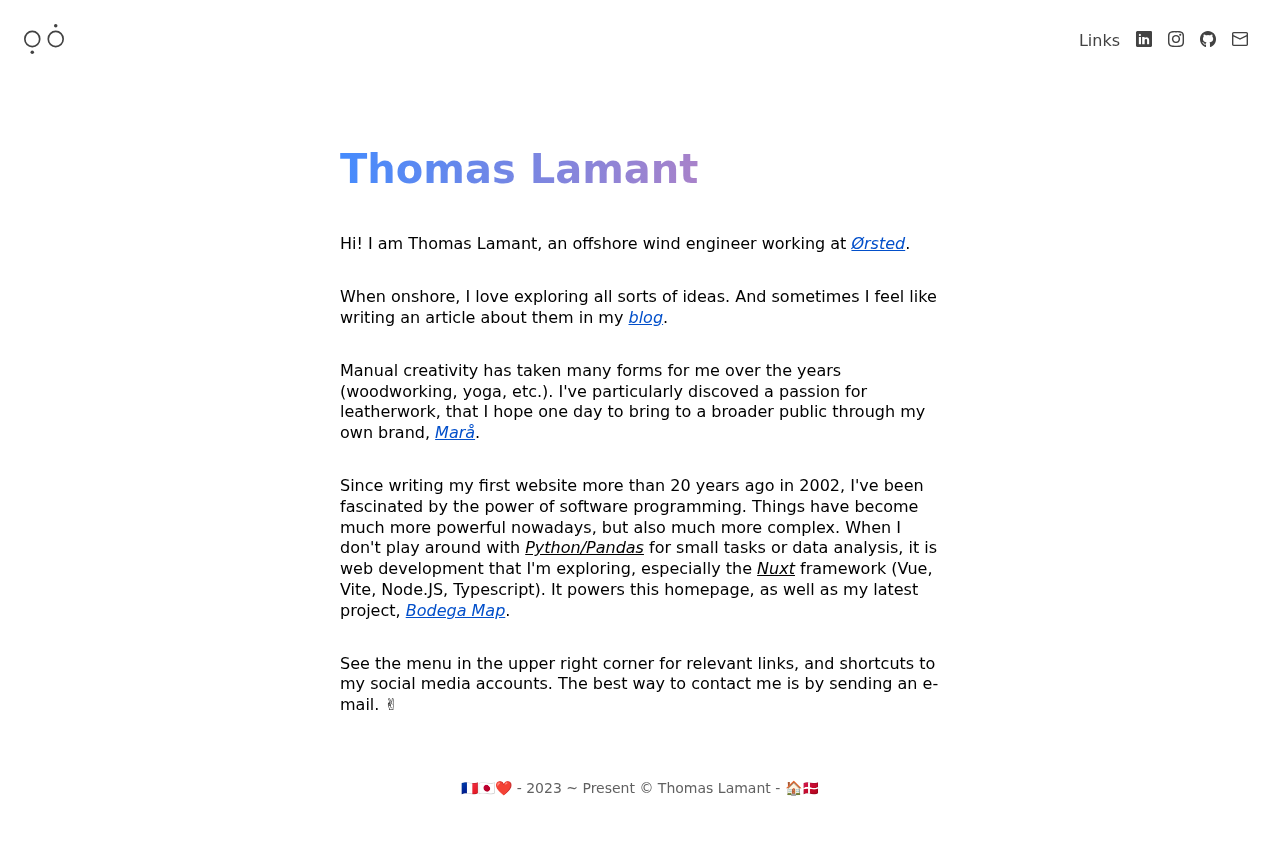 Links
Thomas Lamant
Hi! I am Thomas Lamant, an offshore wind engineer working at Ørsted.
When onshore, I love exploring all sorts of ideas. And sometimes I feel like
writing an article about them in my blog.
Manual creativity has taken many forms for me over the years
(woodworking, yoga, etc.). I've particularly discoved a passion for
leatherwork, that I hope one day to bring to a broader public through my
own brand, Marå.
Since writing my first website more than 20 years ago in 2002, I've been
fascinated by the power of software programming. Things have become
much more powerful nowadays, but also much more complex. When I
don't play around with Python/Pandas for small tasks or data analysis, it is
web development that I'm exploring, especially the Nuxt framework (Vue,
Vite, Node.JS, Typescript). It powers this homepage, as well as my latest
project, Bodega Map.
See the menu in the upper right corner for relevant links, and shortcuts to
my social media accounts. The best way to contact me is by sending an e-
mail. ✌
🇫🇷🇯🇵❤️ - 2023 ~ Present © Thomas Lamant - 🏠🇩🇰